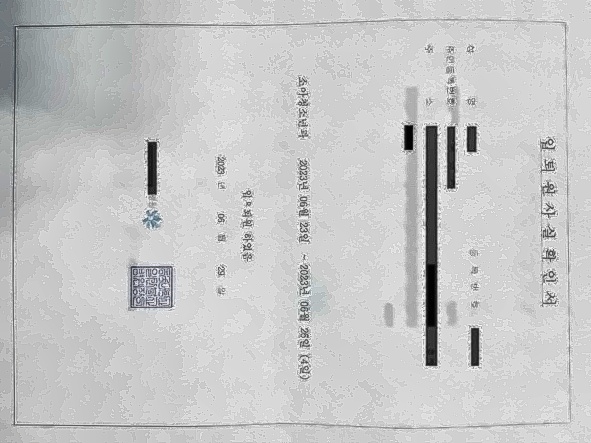 입 퇴 원 사 실 확 인 서
성 명 등 록 번 호
주민등록번호
주 소
소아청소년과 2023년 06월 23일 ~ 2023년 06월 26일 (4일)
입·퇴원 하였음
2023 년 06 월 일